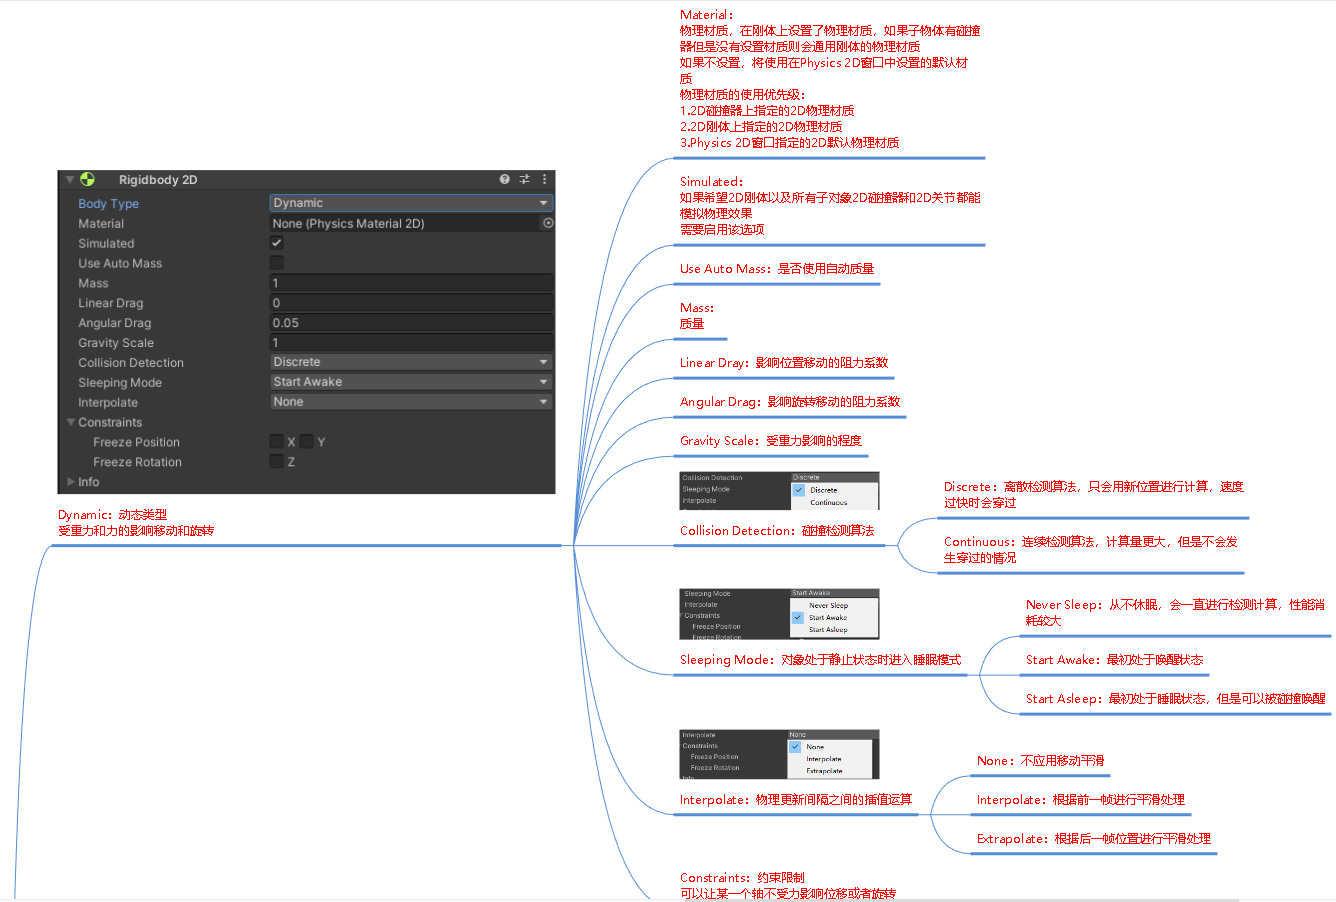 Rigidbody 2D
Body Type
Dynamic
Material
None (Physics Material 2D)
Simulated
Use Auto Mass
Mass
1
Linear Drag
0
Angular Drag
0.05
Gravity Scale
1
Collision Detection
Discrete
Sleeping Mode
Start Awake
Interpolate
None
Constraints
Freeze Position
X
Y
Freeze Rotation
Z
Info
Dynamic：动态类型
受重力和力的影响移动和旋转
Material：
物理材质，在刚体上设置了物理材质，如果子物体有碰撞
器但是没有设置材质则会通用刚体的物理材质
如果不设置，将使用在Physics 2D窗口中设置的默认材
质
物理材质的使用优先级：
1.2D碰撞器上指定的2D物理材质
2.2D刚体上指定的2D物理材质
3.Physics 2D窗口指定的2D默认物理材质
Simulated：
如果希望2D刚体以及所有子对象2D碰撞器和2D关节都能
模拟物理效果
需要启用该选项
Use Auto Mass：是否使用自动质量
Mass：
质量
Linear Dray：影响位置移动的阻力系数
Angular Drag：影响旋转移动的阻力系数
Gravity Scale：受重力影响的程度
Collision Detection
Discrete
Sleeping Mode
Discrete
Interpolate
Continuous
Collision Detection：碰撞检测算法
Discrete：离散检测算法，只会用新位置进行计算，速度
过快时会穿过
Continuous：连续检测算法，计算量更大，但是不会发
生穿过的情况
Sleeping Mode
Start Awake
Interpolate
Never Sleep
Constraints
Start Awake
Freeze Position
Start Asleep
Freeze Rotation
Sleeping Mode：对象处于静止状态时进入睡眠模式
Never Sleep：从不休眠，会一直进行检测计算，性能消
耗较大
Start Awake：最初处于唤醒状态
Start Asleep：最初处于睡眠状态，但是可以被碰撞唤醒
Interpolate
None
Constraints
None
Freeze Position
Interpolate
Freeze Rotation
Extrapolate
Info
Interpolate：物理更新间隔之间的插值运算
None：不应用移动平滑
Interpolate：根据前一帧进行平滑处理
Extrapolate：根据后一帧位置进行平滑处理
Constraints：约束限制
可以让某一个轴不受力影响位移或者旋转